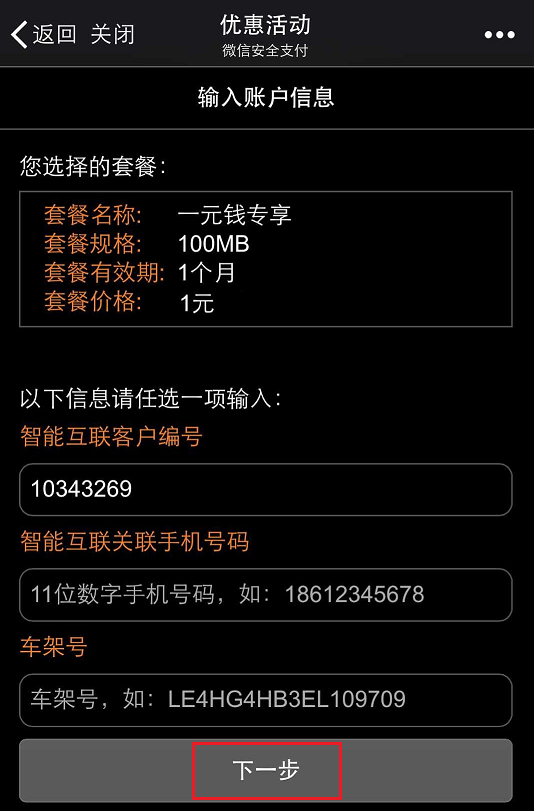 返回 关闭
优惠活动
微信安全支付
输入账户信息
您选择的套餐：
套餐名称: 一元钱专享
套餐规格: 100MB
套餐有效期: 1个月
套餐价格: 1元
以下信息请任选一项输入：
智能互联客户编号
10343269
智能互联关联手机号码
11位数字手机号码，如：18612345678
车架号
车架号，如：LE4HG4HB3EL109709
下一步